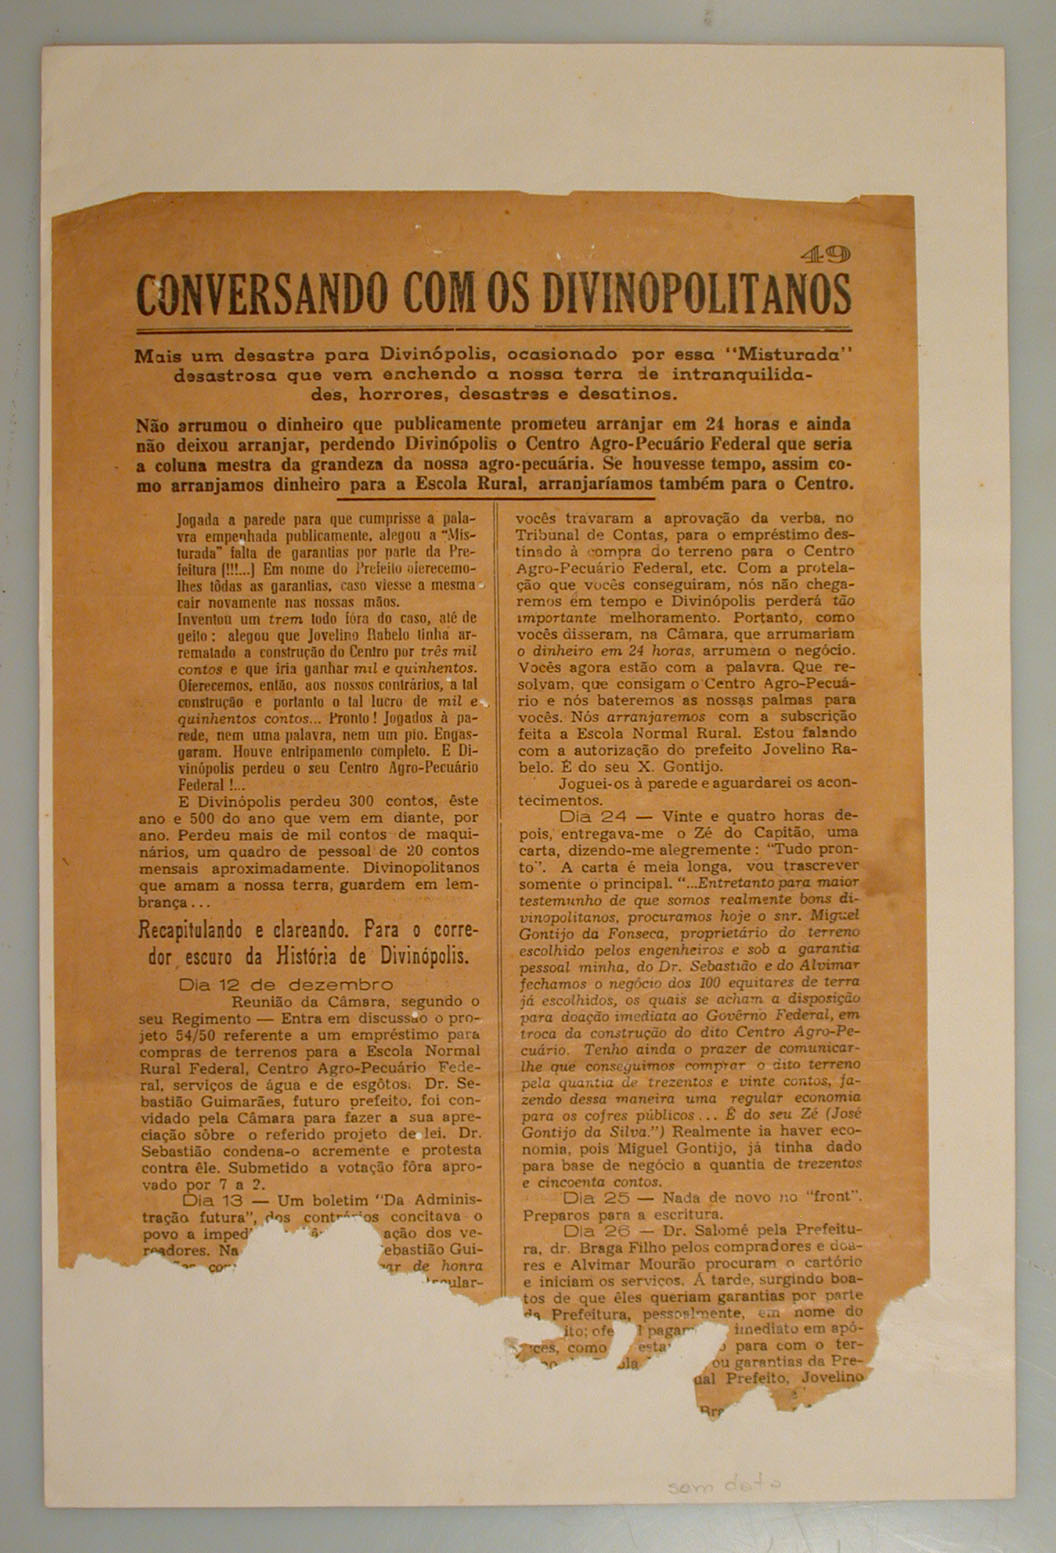 49
CONVERSANDO COM OS DIVINOPOLITANOS
Mais um desastre para Divinópolis, ocasionado por essa "Misturada"
desastrosa que vem enchendo a nossa terra de intranquilida-
des, horrores, desastres e desatinos.
Não arrumou o dinheiro que publicamente prometeu arranjar em 24 horas e ainda
não deixou arranjar, perdendo Divinópolis o Centro Agro-Pecuário Federal que seria
a coluna mestra da grandeza da nossa agro-pecuária. Se houvesse tempo, assim co-
mo arranjamos dinheiro para a Escola Rural, arranjaríamos também para o Centro.
Jogada a parede para que cumprisse a pala-
vra empenhada publicamente, alegou a "Mis-
turada" falta de garantias por parte da Pre-
feitura (!!!...) Em nome do Prefeito oferecemo-
lhes tôdas as garantias, caso viesse a mesma
cair novamente nas nossas mãos.
Inventou um trem todo fóra do caso, até de
geito: alegou que Jovelino Rabelo tinha ar-
rematado a construção do Centro por três mil
contos e que iria ganhar mil e quinhentos.
Oferecemos, então, aos nossos contrários, a tal
construção e portanto o tal lucro de mil e
quinhentos contos... Pronto! Jogados à pa-
rede, nem uma palavra, nem um pio. Engas-
garam. Houve entripamento completo. E Di-
vinópolis perdeu o seu Centro Agro-Pecuário
Federal!...
E Divinópolis perdeu 300 contos, êste
ano e 500 do ano que vem em diante, por
ano. Perdeu mais de mil contos de maqui-
nários, um quadro de pessoal de 20 contos
mensais aproximadamente. Divinopolitanos
que amam a nossa terra, guardem em lem-
brança...
Recapitulando e clareando. Para o corre-
dor escuro da História de Divinópolis.
Dia 12 de dezembro
Reunião da Câmara, segundo o
seu Regimento — Entra em discussão o pro-
jeto 54/50 referente a um empréstimo para
compras de terrenos para a Escola Normal
Rural Federal, Centro Agro-Pecuário Fede-
ral, serviços de água e de esgôtos. Dr. Se-
bastião Guimarães, futuro prefeito, foi con-
vidado pela Câmara para fazer a sua apre-
ciação sôbre o referido projeto de lei. Dr.
Sebastião condena-o acremente e protesta
contra êle. Submetido a votação fôra apro-
vado por 7 a 2.
Dia 13 — Um boletim "Da Adminis-
tração futura", dos contrários concitava o
povo a imped ação dos ve-
readores. Na ebastião Gui-
ar de honra
vocês travaram a aprovação da verba, no
Tribunal de Contas, para o empréstimo des-
tinado à compra do terreno para o Centro
Agro-Pecuário Federal, etc. Com a protela-
ção que vocês conseguiram, nós não chega-
remos em tempo e Divinópolis perderá tão
importante melhoramento. Portanto, como
vocês disseram, na Câmara, que arrumariam
o dinheiro em 24 horas, arrumem o negócio.
Vocês agora estão com a palavra. Que re-
solvam, que consigam o Centro Agro-Pecuá-
rio e nós bateremos as nossas palmas para
vocês. Nós arranjaremos com a subscrição
feita a Escola Normal Rural. Estou falando
com a autorização do prefeito Jovelino Ra-
belo. É do seu X. Gontijo.
Joguei-os à parede e aguardarei os acon-
tecimentos.
Dia 24 — Vinte e quatro horas de-
pois, entregava-me o Zé do Capitão, uma
carta, dizendo-me alegremente: "Tudo pron-
to". A carta é meia longa, vou trascrever
somente o principal. "...Entretanto para maior
testemunho de que somos realmente bons di-
vinopolitanos, procuramos hoje o snr. Miguel
Gontijo da Fonseca, proprietário do terreno
escolhido pelos engenheiros e sob a garantia
pessoal minha, do Dr. Sebastião e do Alvimar
fechamos o negócio dos 100 equitares de terra
já escolhidos, os quais se acham a disposição
para doação imediata ao Govêrno Federal, em
troca da construção do dito Centro Agro-Pe-
cuário. Tenho ainda o prazer de comunicar-
lhe que conseguimos comprar o dito terreno
pela quantia de trezentos e vinte contos, fa-
zendo dessa maneira uma regular economia
para os cofres públicos... É do seu Zé (José
Gontijo da Silva.") Realmente ia haver eco-
nomia, pois Miguel Gontijo, já tinha dado
para base de negócio a quantia de trezentos
e cincoenta contos.
Dia 25 — Nada de novo no "front".
Preparos para a escritura.
Dia 26 — Dr. Salomé pela Prefeitu-
ra, dr. Braga Filho pelos compradores e doa-
res e Alvimar Mourão procuram o cartório
e iniciam os serviços. Á tarde, surgindo boa-
tos de que êles queriam garantias por parte
da Prefeitura, pessoalmente, em nome do
ito; ofe pagam imediato em apó-
ces, como esta para com o ter-
ou garantias da Pre-
ual Prefeito, Jovelino
Bra
sem data